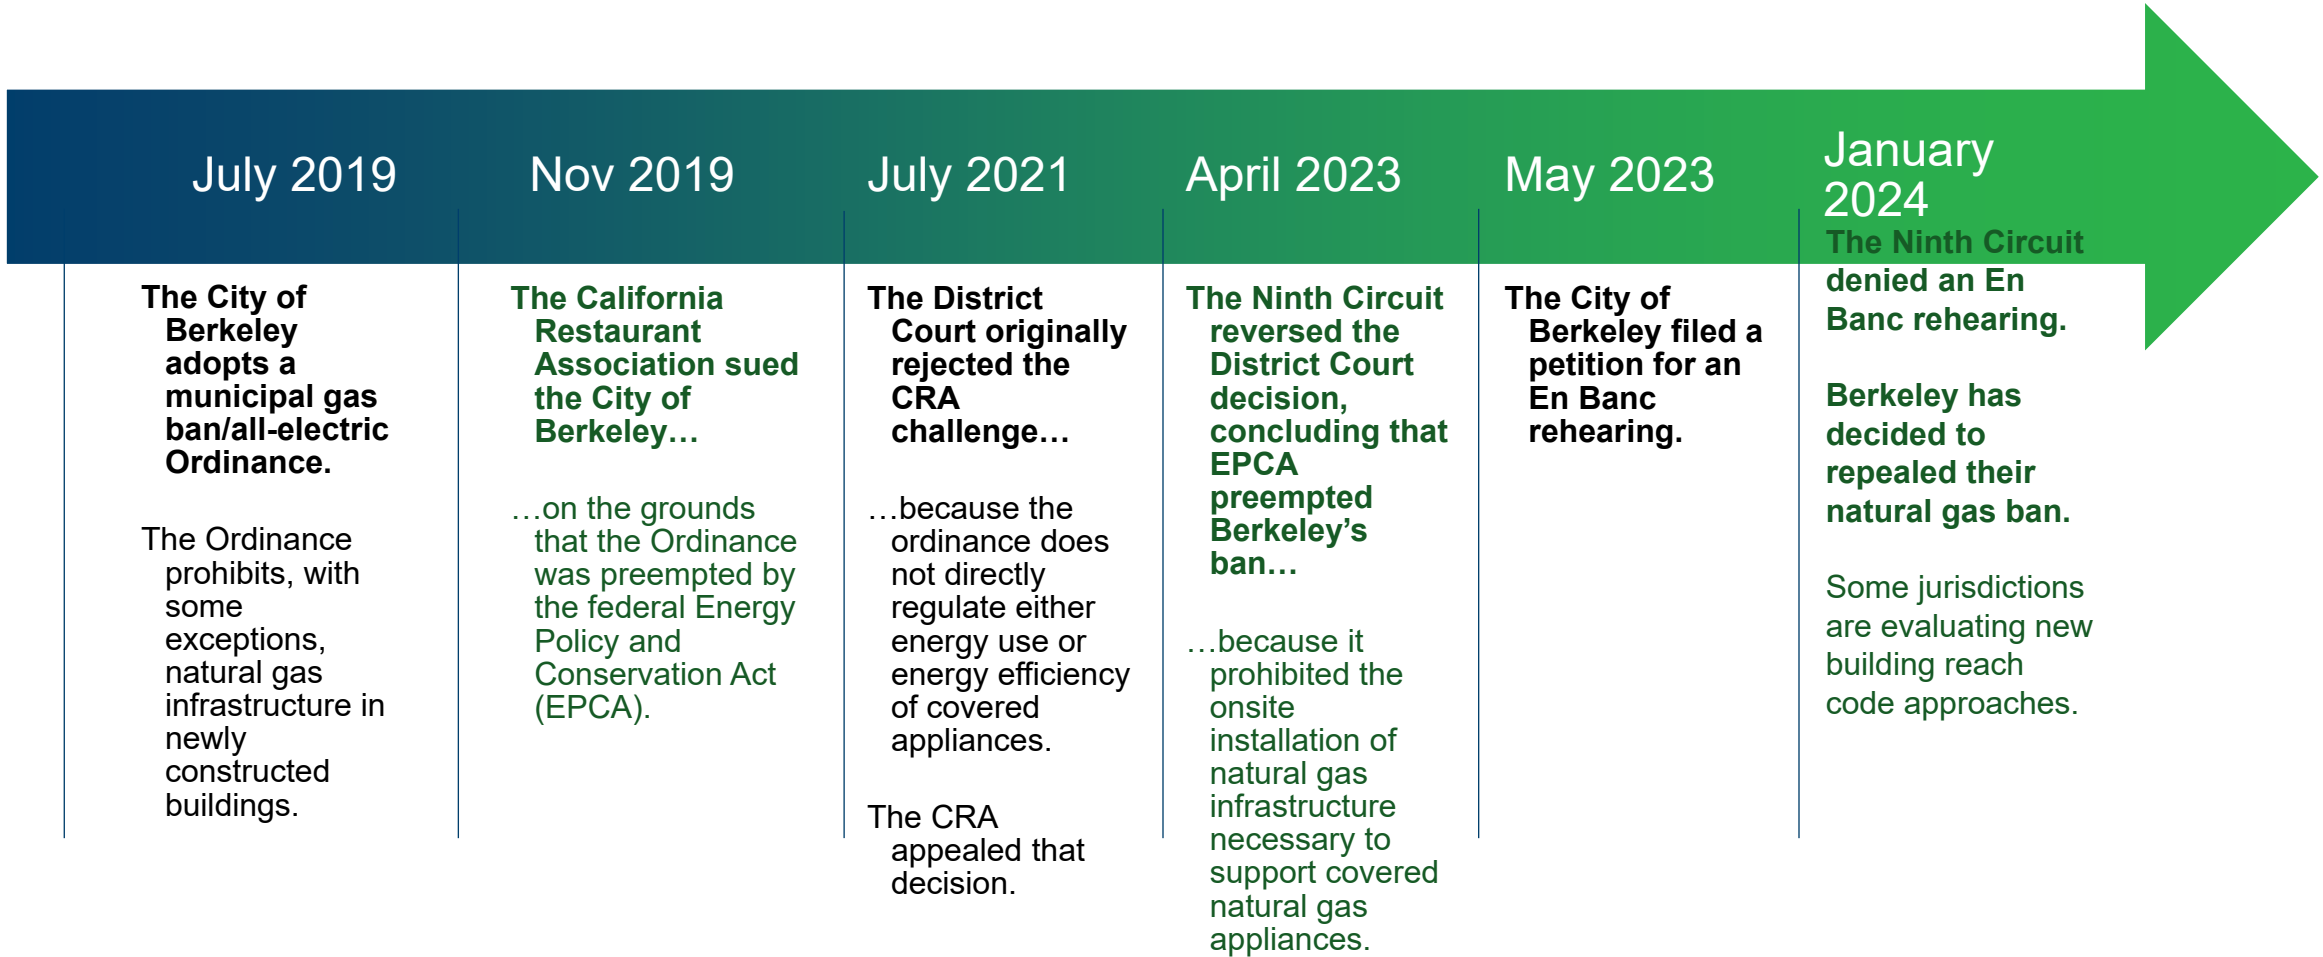 July 2019
The City of
Berkeley
adopts a
municipal gas
ban/all-electric
Ordinance.
The Ordinance
prohibits, with
some
exceptions,
natural gas
infrastructure in
newly
constructed
buildings.
Nov 2019
The California
Restaurant
Association sued
the City of
Berkeley…
…on the grounds
that the Ordinance
was preempted by
the federal Energy
Policy and
Conservation Act
(EPCA).
July 2021
The District
Court originally
rejected the
CRA
challenge…
…because the
ordinance does
not directly
regulate either
energy use or
energy efficiency
of covered
appliances.
The CRA
appealed that
decision.
April 2023
The Ninth Circuit
reversed the
District Court
decision,
concluding that
EPCA
preempted
Berkeley’s
ban…
…because it
prohibited the
onsite
installation of
natural gas
infrastructure
necessary to
support covered
natural gas
appliances.
May 2023
The City of
Berkeley filed a
petition for an
En Banc
rehearing.
January
2024
The Ninth Circuit
denied an En
Banc rehearing.
Berkeley has
decided to
repealed their
natural gas ban.
Some jurisdictions
are evaluating new
building reach
code approaches.